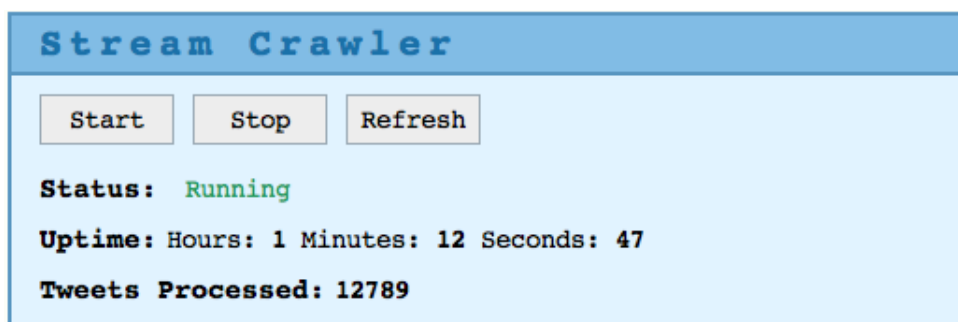 Stream Crawler
Start Stop Refresh
Status: Running
Uptime: Hours: 1 Minutes: 12 Seconds: 47
Tweets Processed: 12789